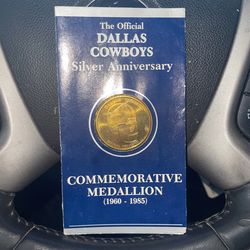 The Official
DALLAS
COWBOYS
Silver Anniversary
COMMEMORATIVE
MEDALLION
(1960 - 1985)